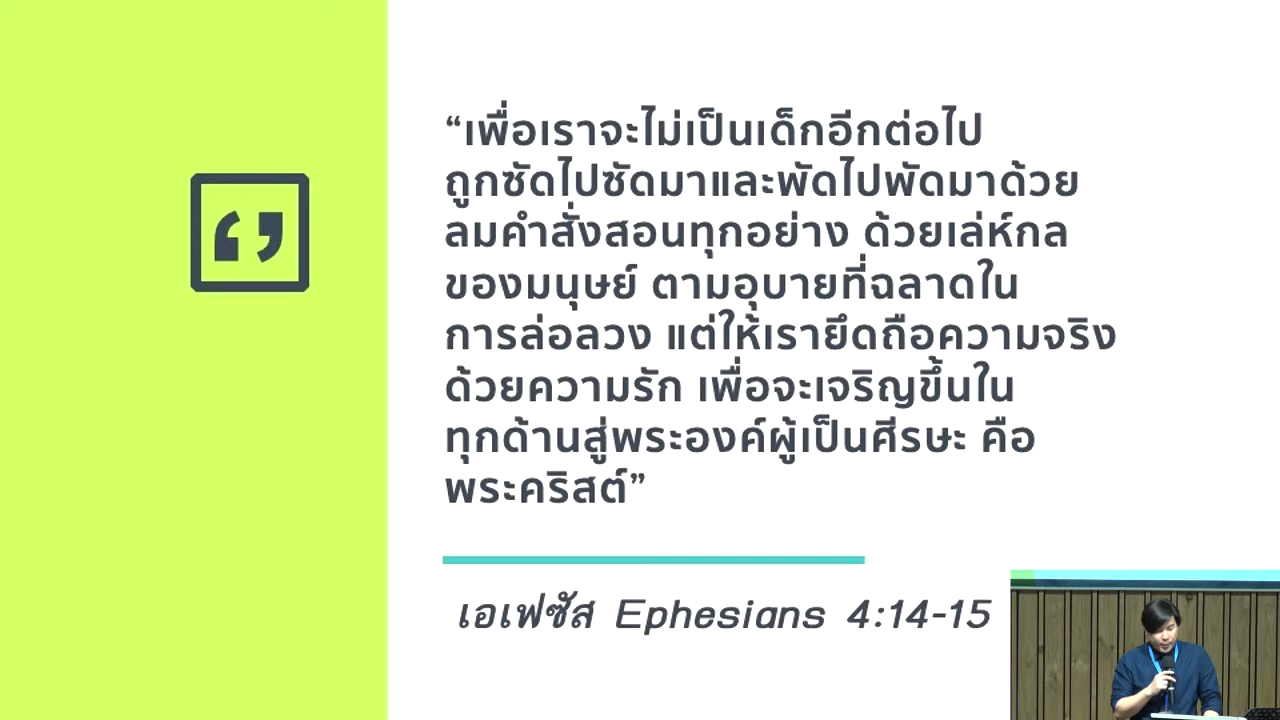 “เพื่อเราจะไม่เป็นเด็กอีกต่อไป
ถูกซัดไปซัดมาและพัดไปพัดมาด้วย
ลมคำสั่งสอนทุกอย่าง ด้วยเล่ห์กล
ของมนุษย์ ตามอุบายที่ฉลาดใน
การล่อลวง แต่ให้เรายึดถือความจริง
ด้วยความรัก เพื่อจะเจริญขึ้นใน
ทุกด้านสู่พระองค์ผู้เป็นศีรษะ คือ
พระคริสต์”
เอเฟซัส Ephesians 4:14-15